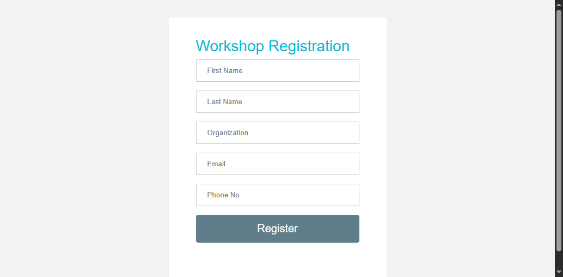 Workshop Registration
First Name
Last Name
Organization
Email
Phone No.
Register